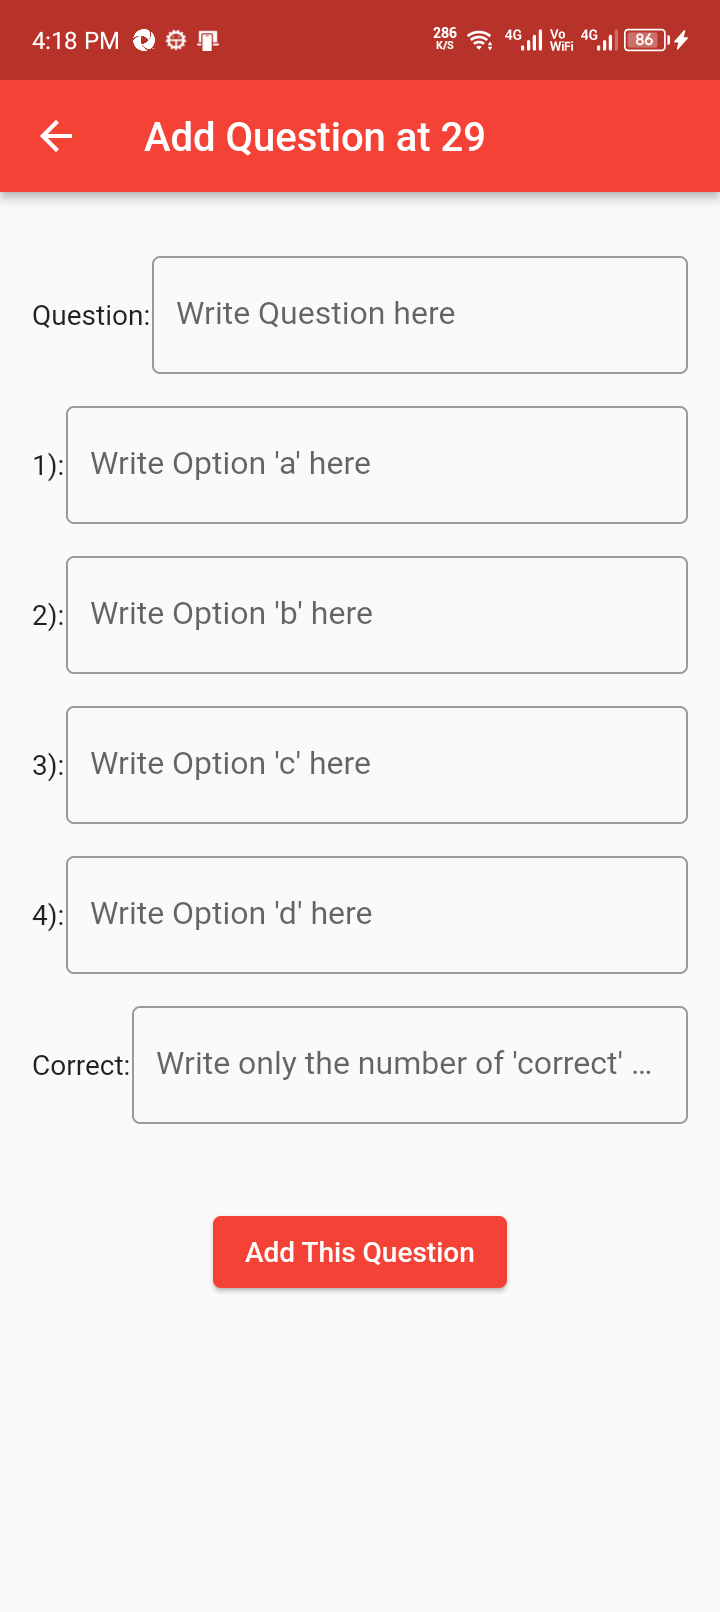 4:18 PM 286 K/S 4G Vo WiFi 4G 86
Add Question at 29
Question: Write Question here
1): Write Option 'a' here
2): Write Option 'b' here
3): Write Option 'c' here
4): Write Option 'd' here
Correct: Write only the number of 'correct' ...
Add This Question